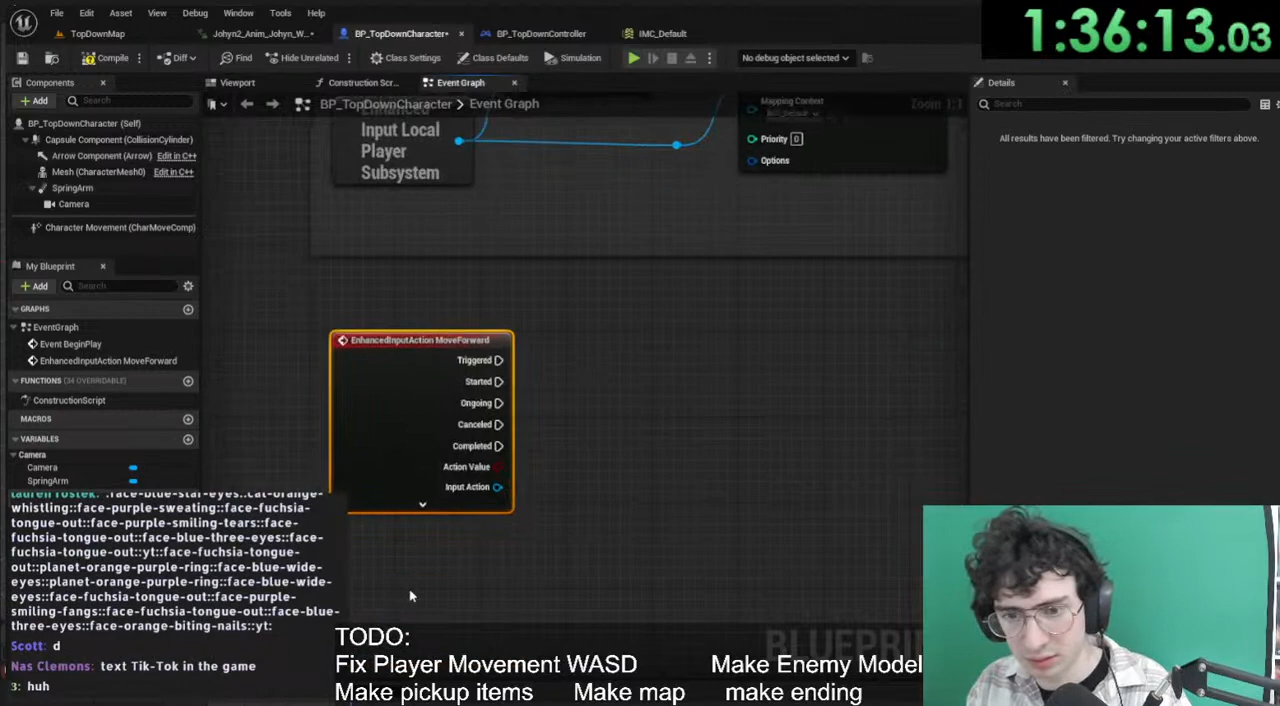 File Edit Asset View Debug Window Tools Help
1:36:13.03
TopDownMap Johyn2_Anim_Johyn_W...• BP_TopDownCharacter• BP_TopDownController IMC_Default
Compile Diff Find Hide Unrelated Class Settings Class Defaults Simulation No debug object selected
Components Viewport Construction Scr... Event Graph Details
Add Search BP_TopDownCharacter > Event Graph Zoom 1:1 Search
BP_TopDownCharacter (Self)
Capsule Component (CollisionCylinder)
Arrow Component (Arrow) Edit in C++
Mesh (CharacterMesh0) Edit in C++
SpringArm
Camera
Character Movement (CharMoveComp)
All results have been filtered. Try changing your active filters above.
Enhanced
Input Local
Player
Subsystem
Mapping Context
Priority 0
Options
My Blueprint
Add Search
GRAPHS
EventGraph
Event BeginPlay
EnhancedInputAction MoveForward
FUNCTIONS (34 OVERRIDABLE)
ConstructionScript
MACROS
VARIABLES
Camera
Camera
SpringArm
EnhancedInputAction MoveForward
Triggered
Started
Ongoing
Canceled
Completed
Action Value
Input Action
lauren rostek: :face-blue-star-eyes::cat-orange-
whistling::face-purple-sweating::face-fuchsia-
tongue-out::face-purple-smiling-tears::face-
fuchsia-tongue-out::face-blue-three-eyes::face-
fuchsia-tongue-out::yt::face-fuchsia-tongue-
out::planet-orange-purple-ring::face-blue-wide-
eyes::planet-orange-purple-ring::face-blue-wide-
eyes::face-fuchsia-tongue-out::face-purple-
smiling-fangs::face-fuchsia-tongue-out::face-blue-
three-eyes::face-orange-biting-nails::yt:
Scott: d
Nas Clemons: text Tik-Tok in the game
3: huh
TODO:
Fix Player Movement WASD Make Enemy Model
Make pickup items Make map make ending